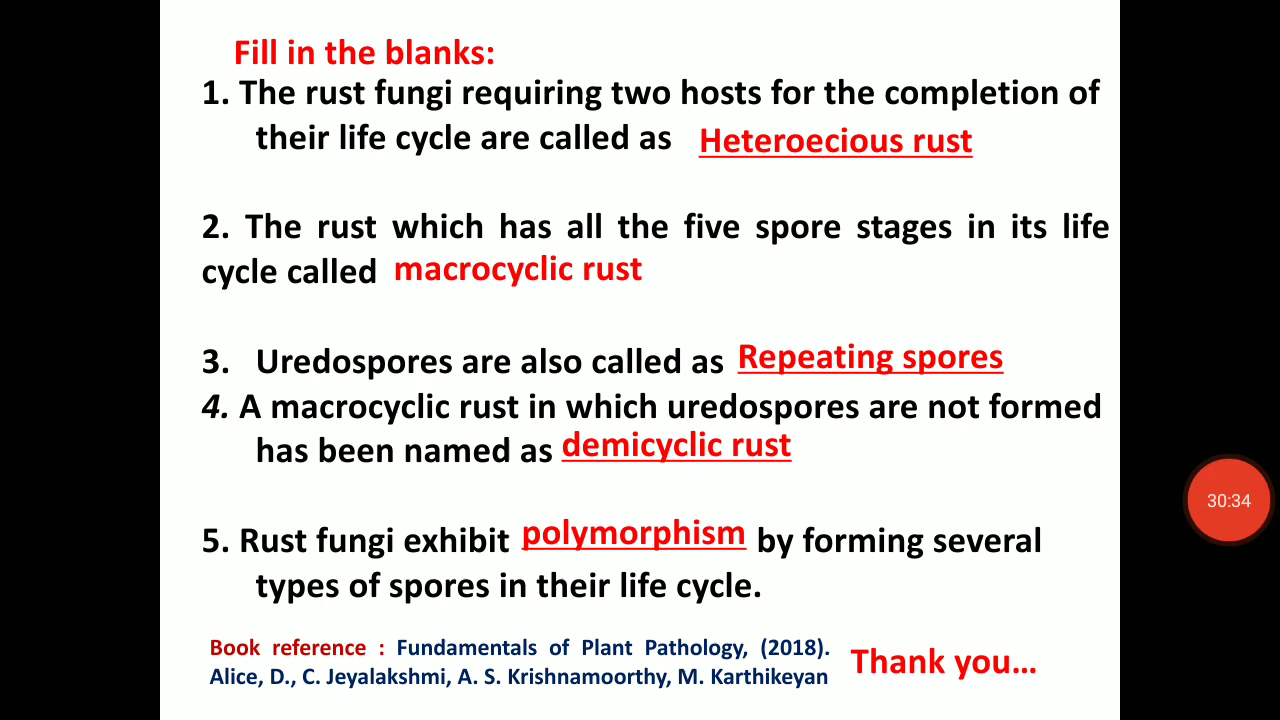 Fill in the blanks:
1. The rust fungi requiring two hosts for the completion of
their life cycle are called as Heteroecious rust
2. The rust which has all the five spore stages in its life
cycle called macrocyclic rust
3. Uredospores are also called as Repeating spores
4. A macrocyclic rust in which uredospores are not formed
has been named as demicyclic rust
30:34
5. Rust fungi exhibit polymorphism by forming several
types of spores in their life cycle.
Book reference : Fundamentals of Plant Pathology, (2018).
Alice, D., C. Jeyalakshmi, A. S. Krishnamoorthy, M. Karthikeyan
Thank you...